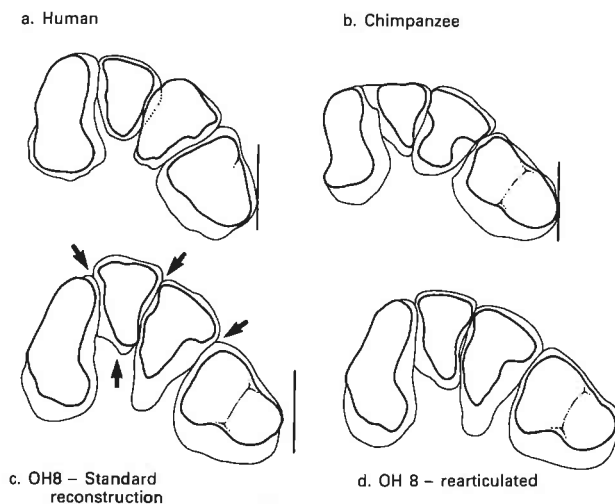 a. Human
b. Chimpanzee
c. OH8 – Standard
reconstruction
d. OH 8 – rearticulated